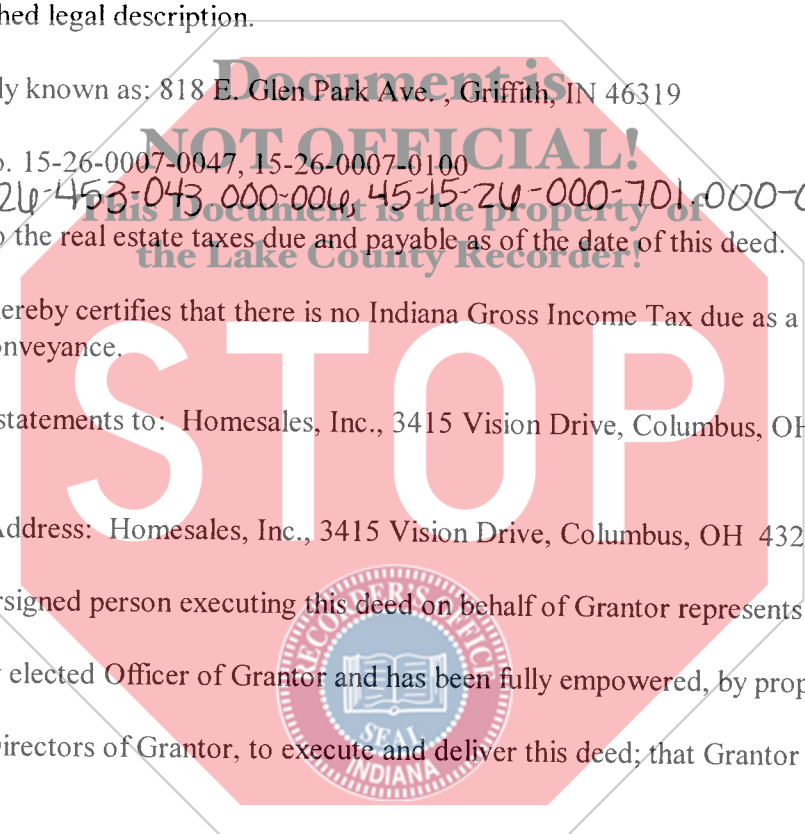 hed legal description.
Document is
ly known as: 818 E. Glen Park Ave. , Griffith, IN 46319
NOT OFFICIAL!
o. 15-26-0007-0047, 15-26-0007-0100
26-453-043.000-006, 45-15-26-000-701.000-0
This Document is the property of
o the real estate taxes due and payable as of the date of this deed.
the Lake County Recorder!
ereby certifies that there is no Indiana Gross Income Tax due as a
onveyance.
STOP
statements to: Homesales, Inc., 3415 Vision Drive, Columbus, OH
Address: Homesales, Inc., 3415 Vision Drive, Columbus, OH 432
rsigned person executing this deed on behalf of Grantor represents
RECORDER'S OFFICE
y elected Officer of Grantor and has been fully empowered, by prop
SEAL
Directors of Grantor, to execute and deliver this deed; that Grantor
INDIANA